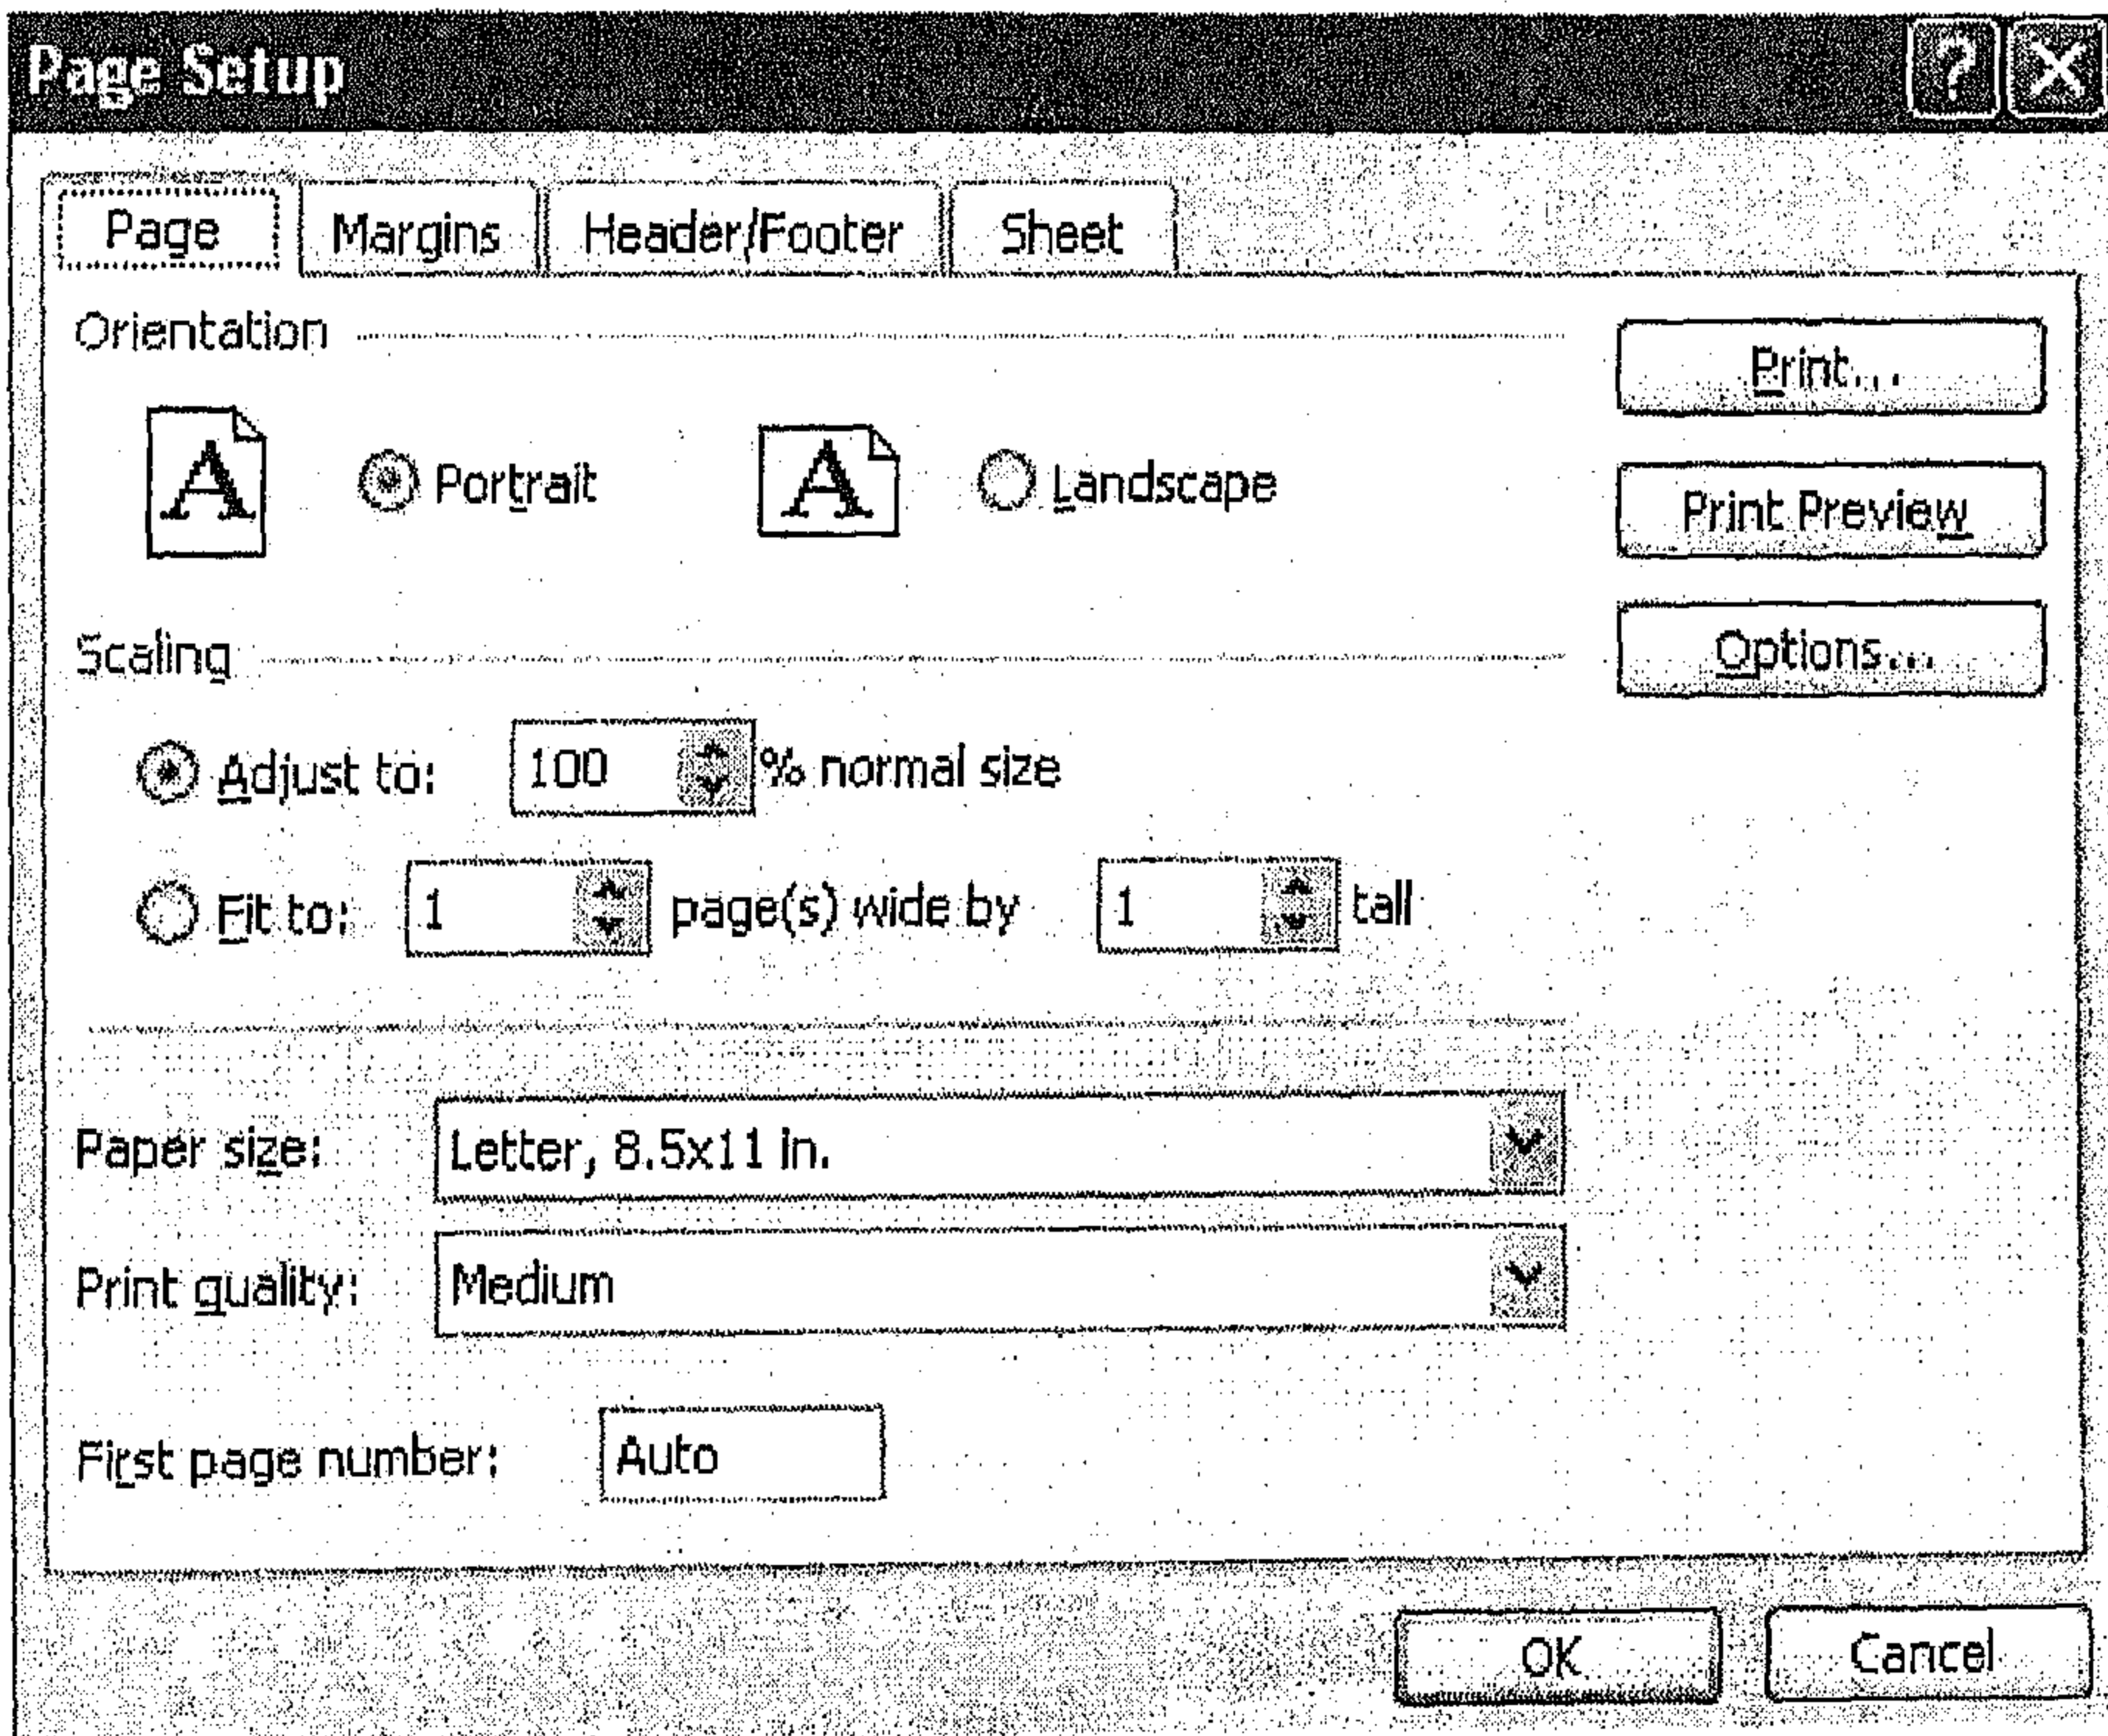 Page Setup
Page Margins Header/Footer Sheet
Orientation
Print...
A Portrait A Landscape
Print Preview
Scaling
Options...
Adjust to: 100 % normal size
Fit to: 1 page(s) wide by 1 tall
Paper size: Letter, 8.5x11 in.
Print quality: Medium
First page number: Auto
OK Cancel